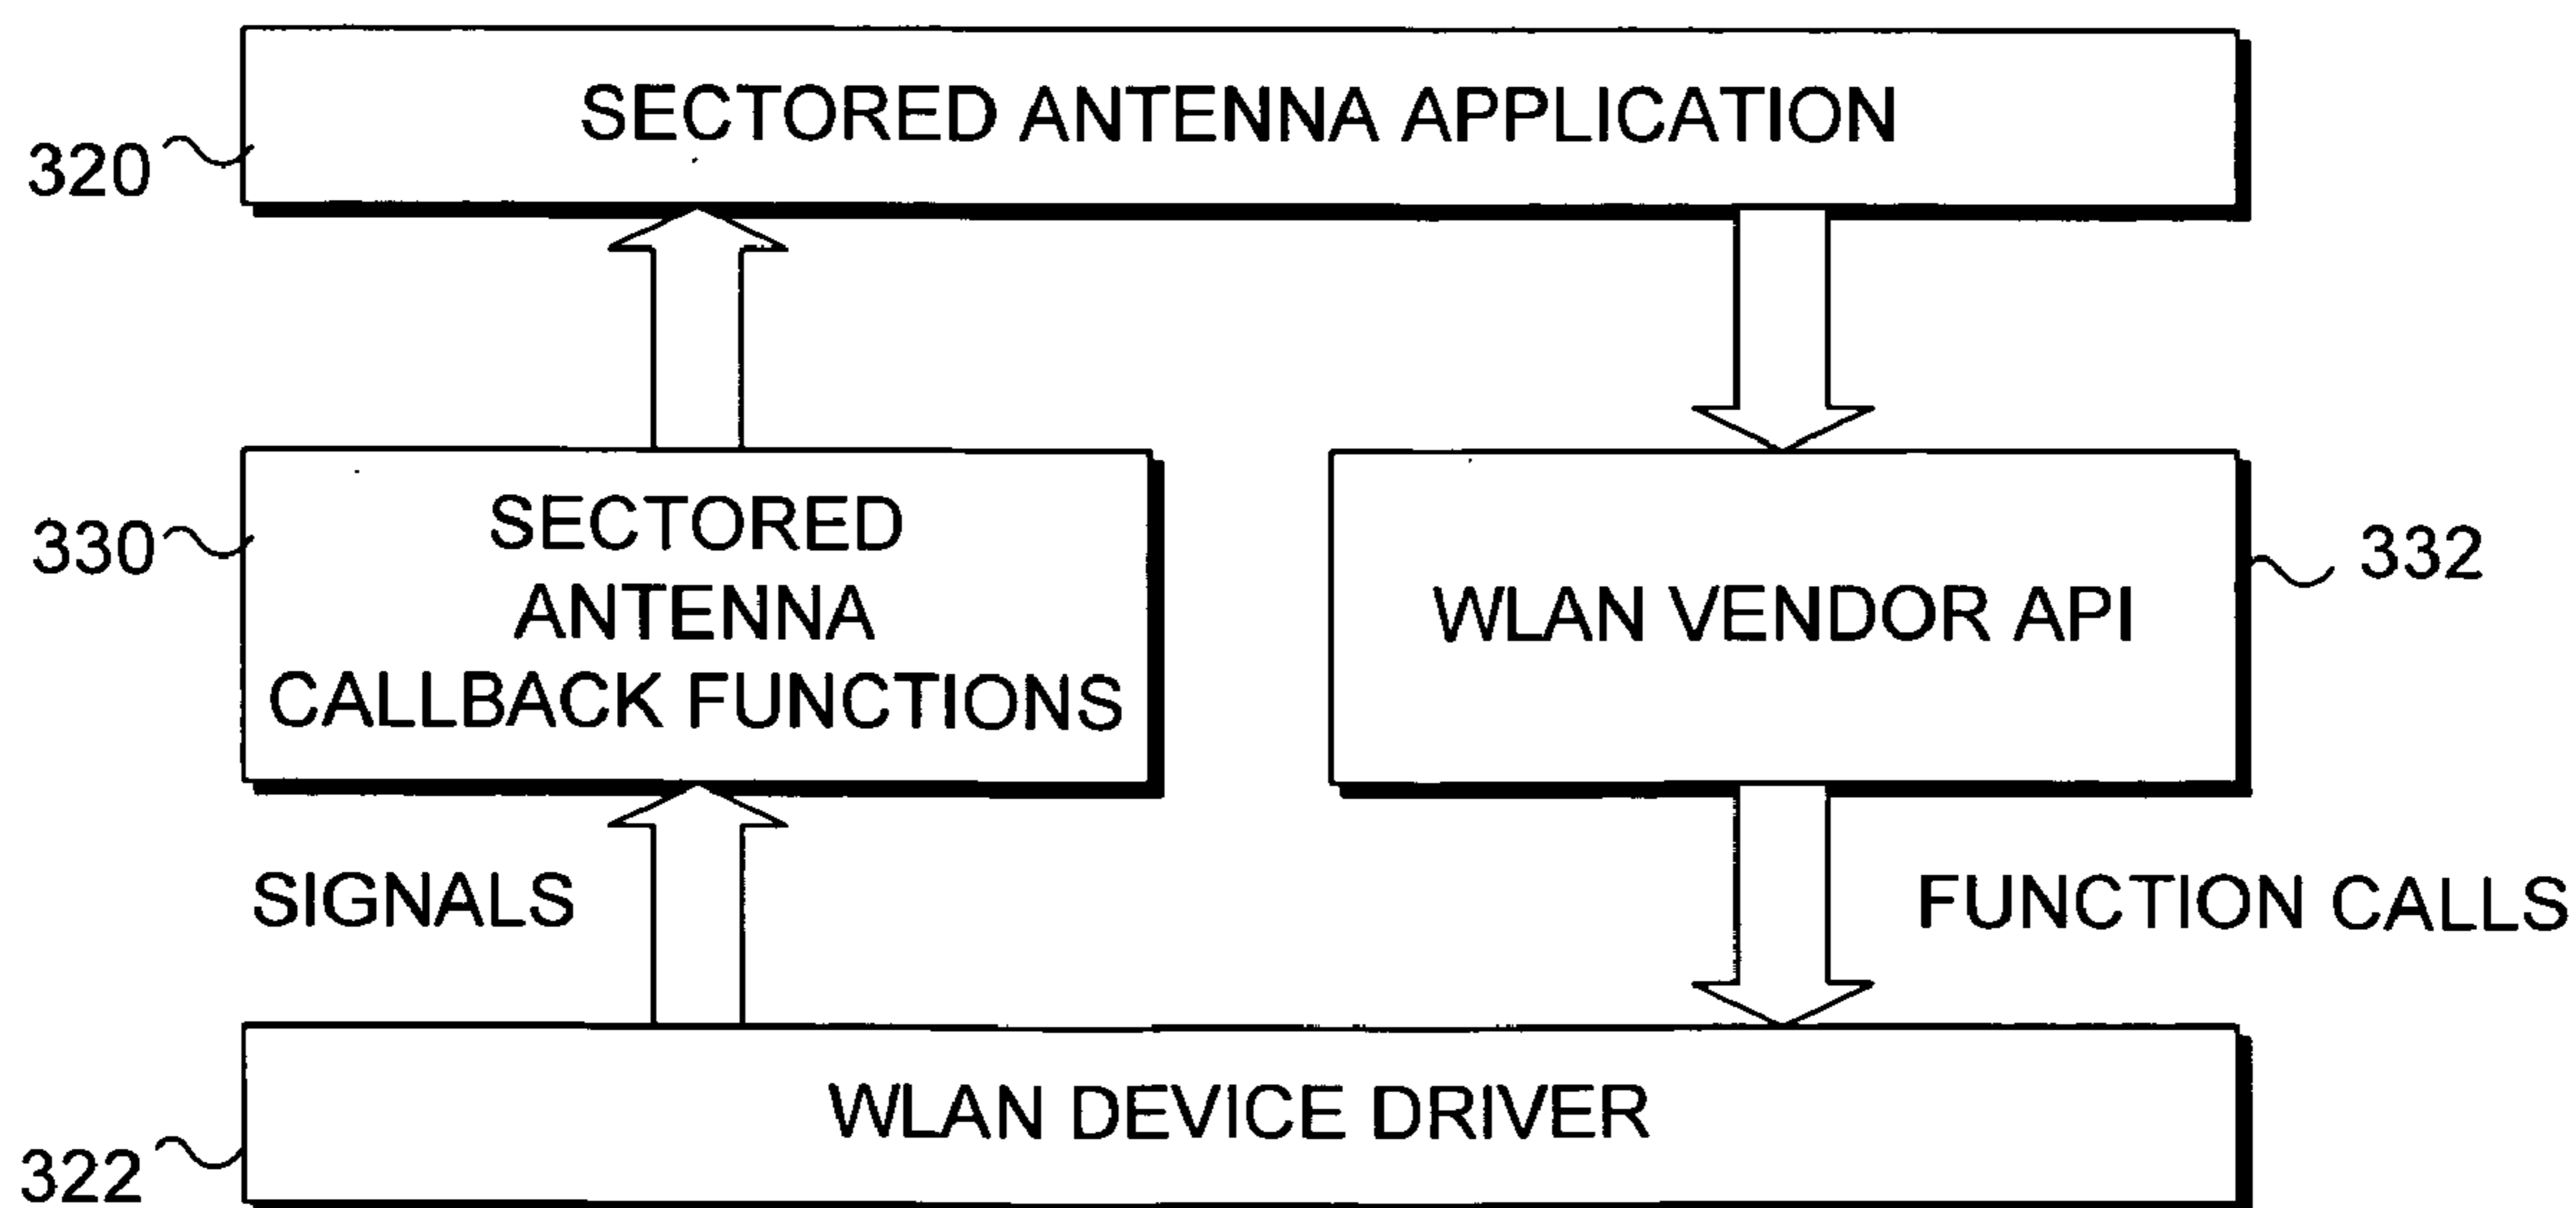 SECTORED ANTENNA APPLICATION
320
330
SECTORED
ANTENNA
CALLBACK FUNCTIONS
WLAN VENDOR API
332
SIGNALS
FUNCTION CALLS
WLAN DEVICE DRIVER
322